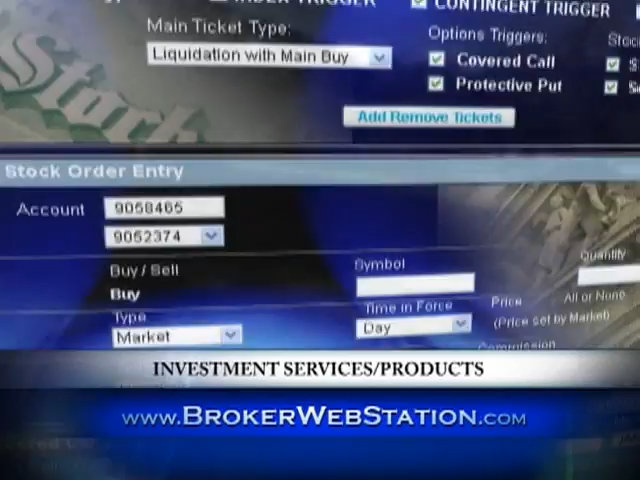 CONTINGENT TRIGGER
Main Ticket Type:
Liquidation with Main Buy
Options Triggers:
Covered Call
Protective Put
Add Remove Tickets
Stock
Stock Order Entry
Account
9058465
9052374
Buy / Sell
Buy
Symbol
Quantity
Type
Market
Time in Force
Day
Price
(Price set by Market)
All or None
Commission
INVESTMENT SERVICES/PRODUCTS
www.BROKERWEBSTATION.COM